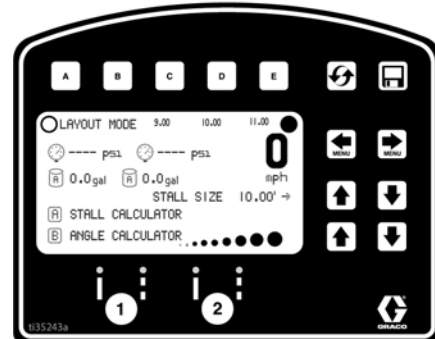 A B C D E
LAYOUT MODE 9.00 10.00 11.00
---- psi ---- psi 0
A 0.0gal A 0.0gal mph
STALL SIZE 10.00' →
A STALL CALCULATOR
B ANGLE CALCULATOR
MENU MENU
1 2
ti35243a
GRACO